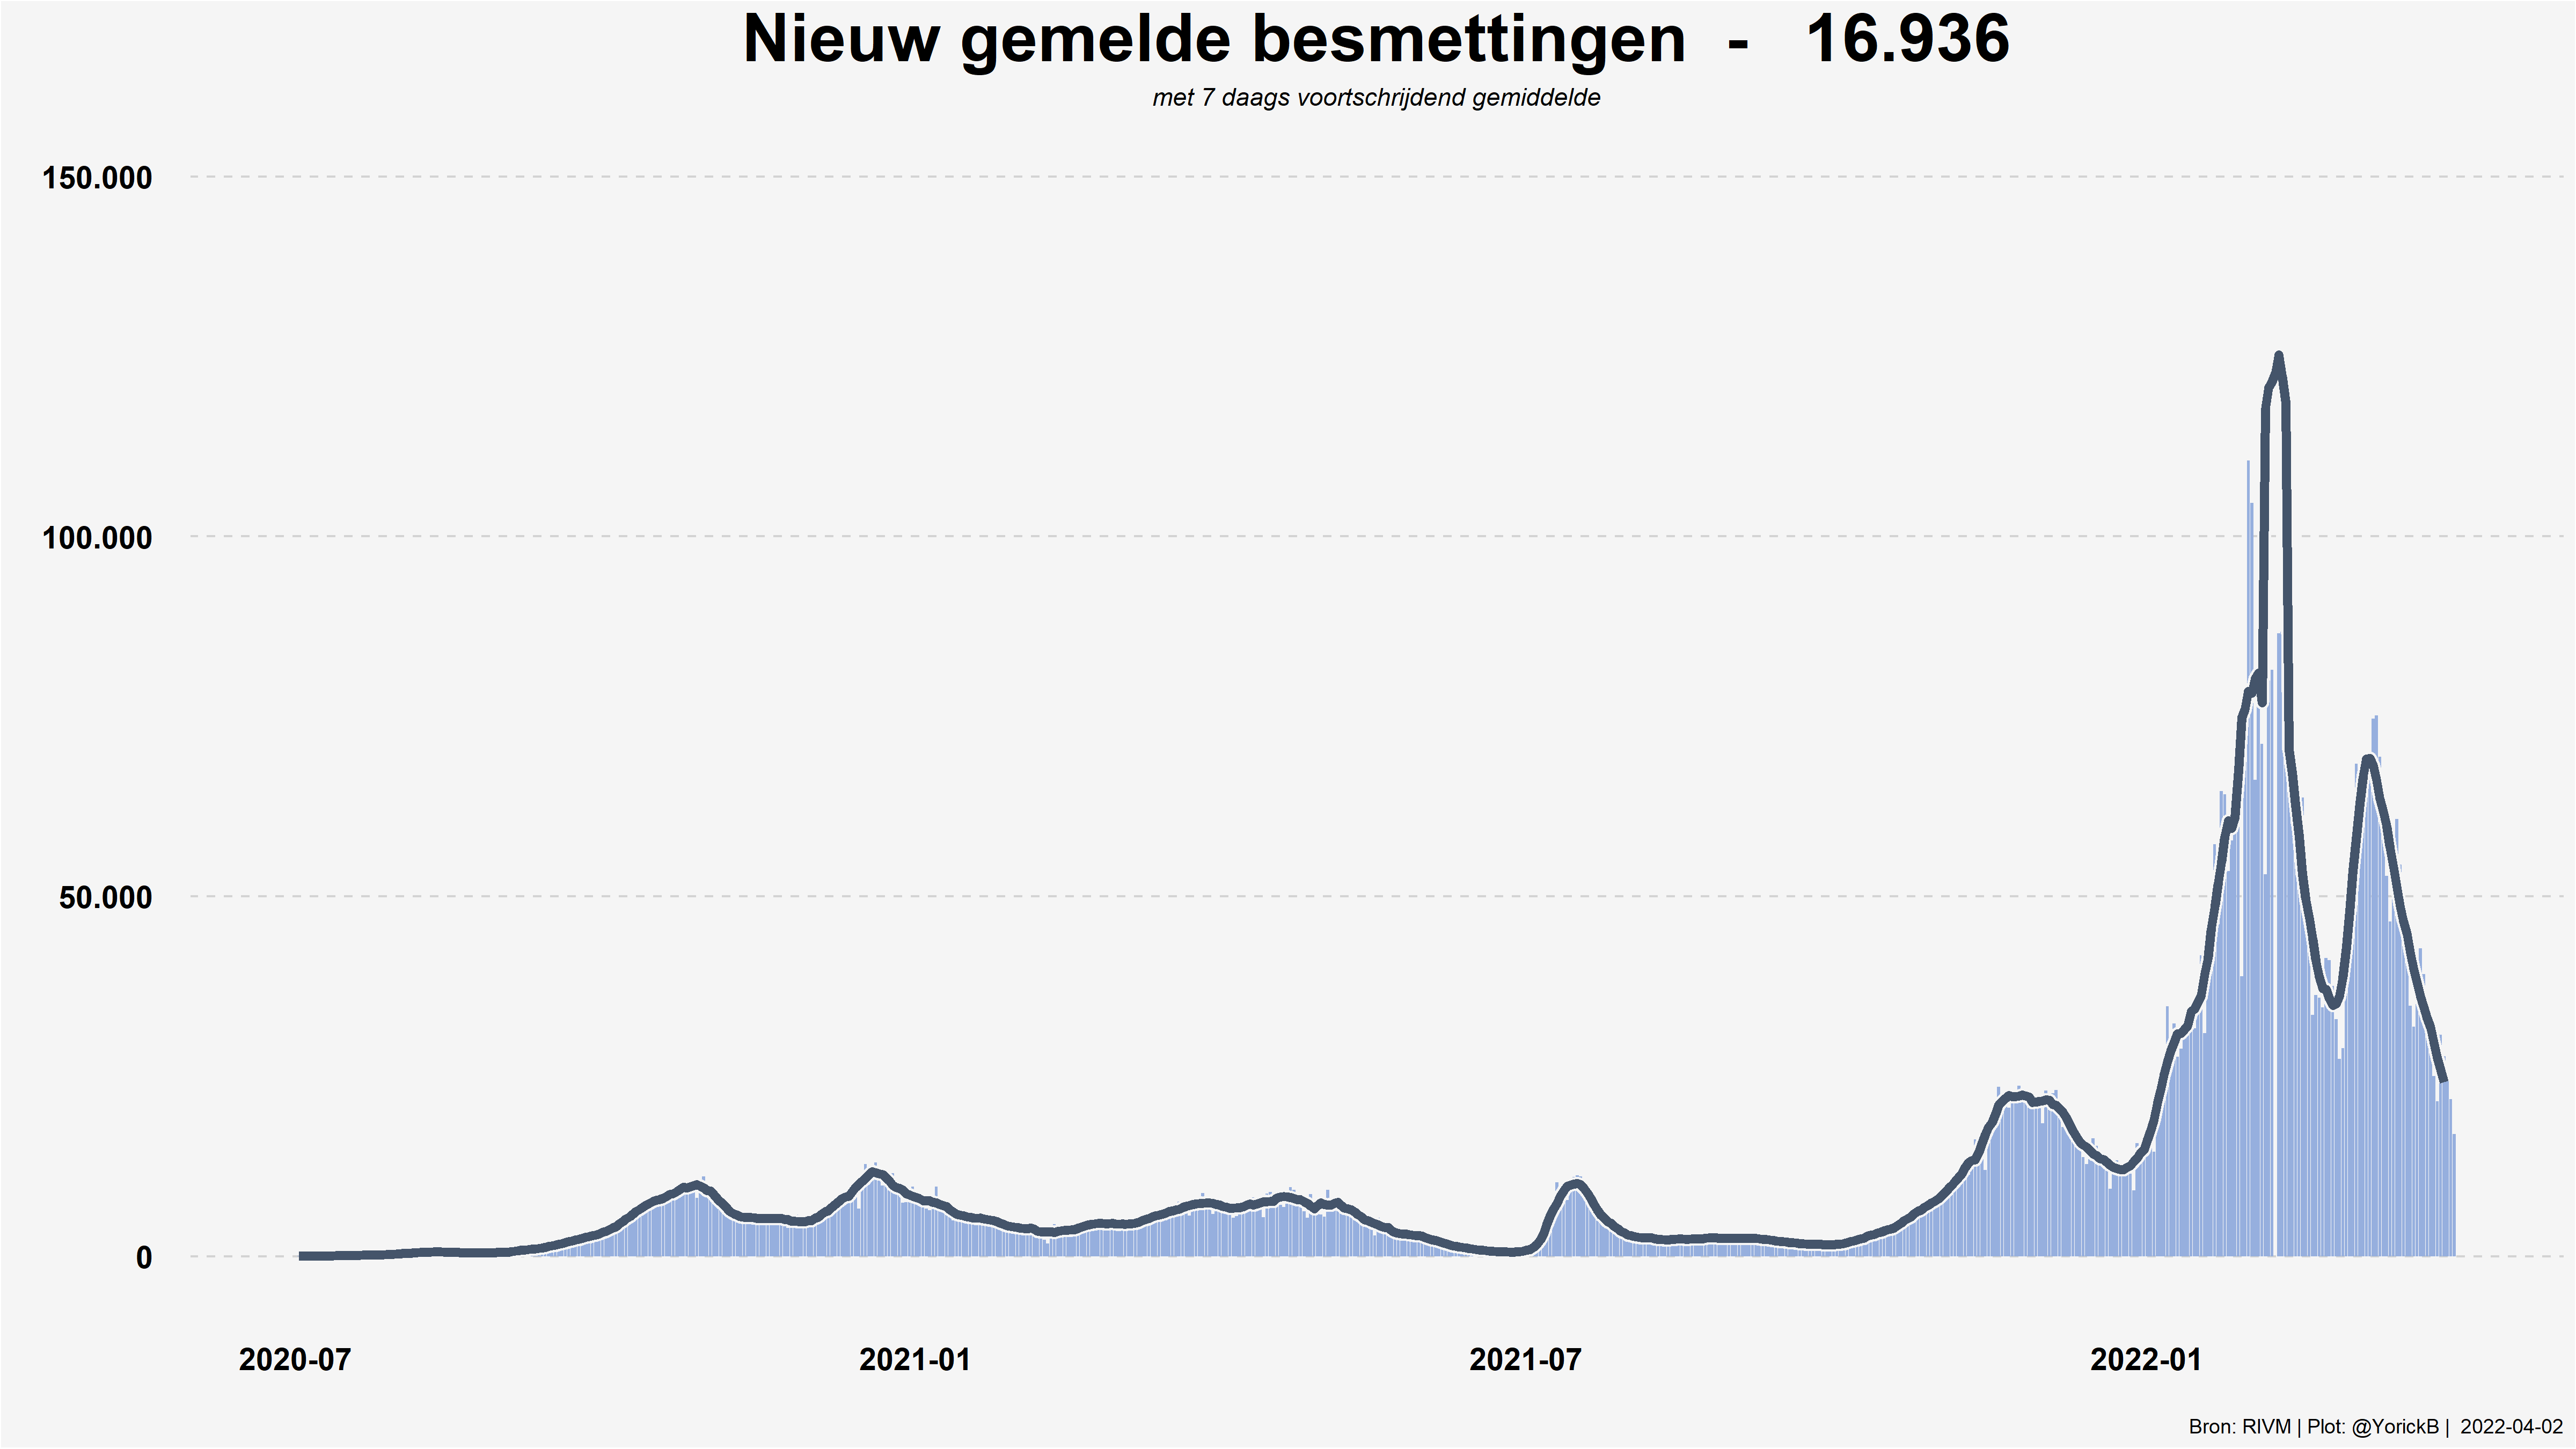 Nieuw gemelde besmettingen - 16.936
met 7 daags voortschrijdend gemiddelde
150.000
100.000
50.000
0
2020-07
2021-01
2021-07
2022-01
Bron: RIVM | Plot: @YorickB | 2022-04-02